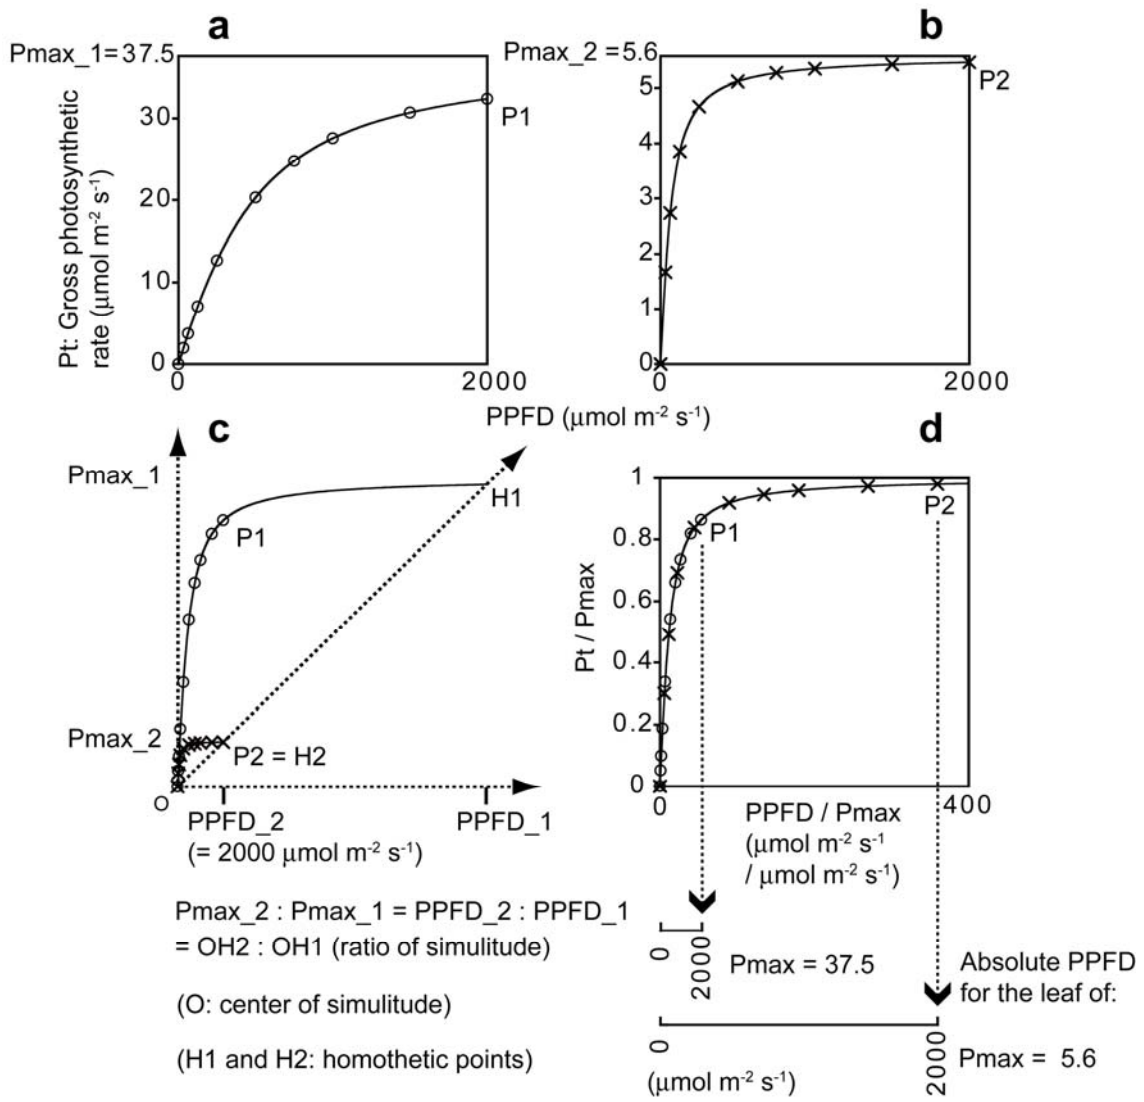 a
Pmax_1=37.5
30
20
10
0
0
2000
P1
Pt: Gross photosynthetic
rate (μmol m⁻² s⁻¹)
b
Pmax_2 =5.6
5
4
3
2
1
0
0
2000
P2
PPFD (μmol m⁻² s⁻¹)
c
Pmax_1
H1
P1
Pmax_2
P2 = H2
O
PPFD_2
PPFD_1
(= 2000 μmol m⁻² s⁻¹)
Pmax_2 : Pmax_1 = PPFD_2 : PPFD_1
= OH2 : OH1 (ratio of simulitude)
(O: center of simulitude)
(H1 and H2: homothetic points)
d
1
0.8
0.6
0.4
0.2
0
0
400
Pt / Pmax
P1
P2
PPFD / Pmax
(μmol m⁻² s⁻¹
/ μmol m⁻² s⁻¹)
0
2000
Pmax = 37.5
Absolute PPFD
for the leaf of:
0
2000
Pmax = 5.6
(μmol m⁻² s⁻¹)